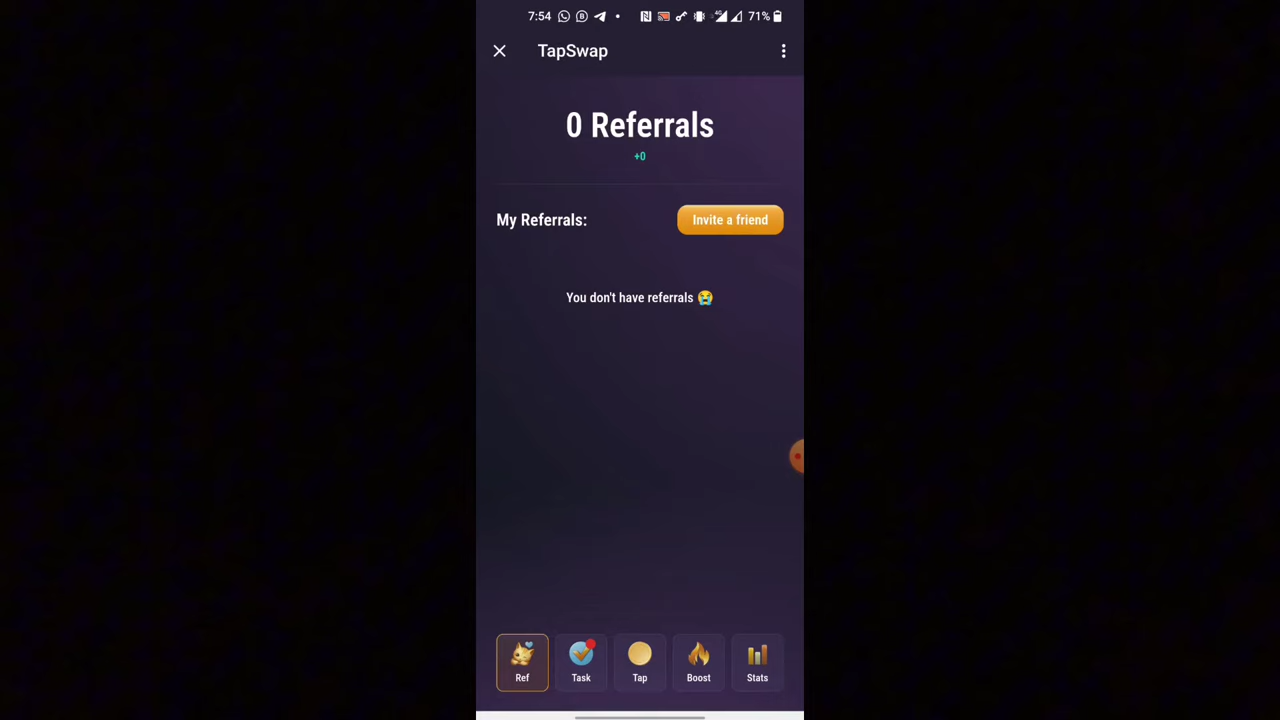 7:54 4G 71%
TapSwap
0 Referrals
+0
My Referrals: Invite a friend
You don't have referrals 😭
Ref Task Tap Boost Stats